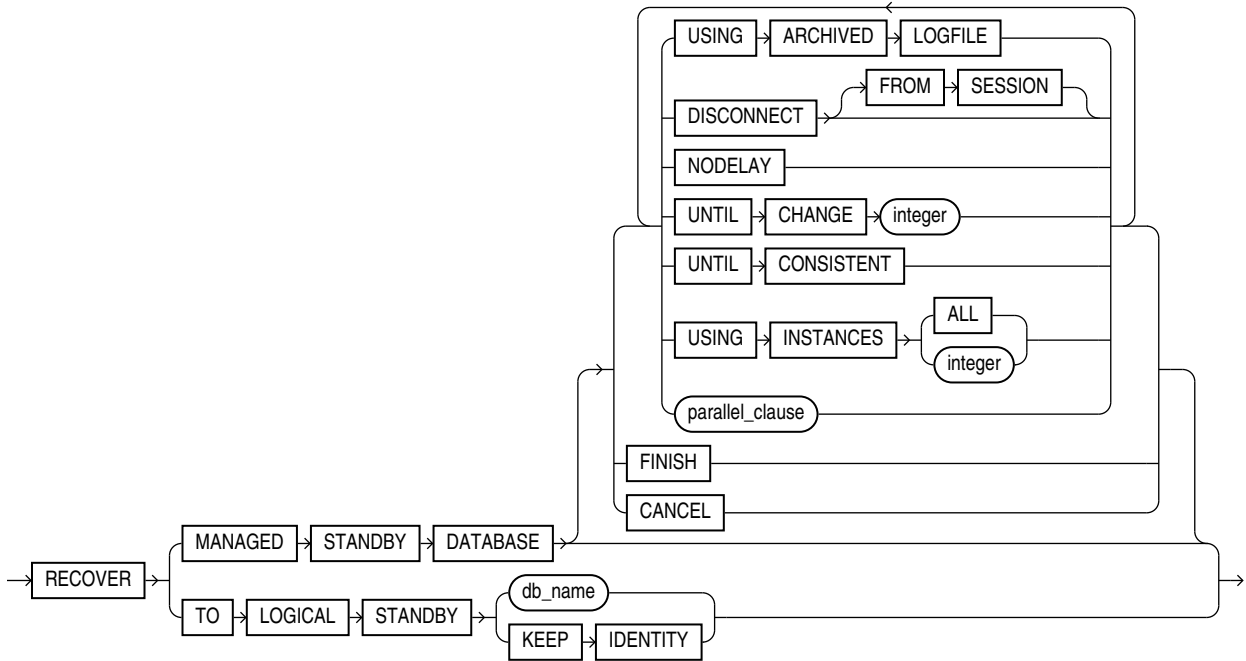 USING ARCHIVED LOGFILE
FROM SESSION
DISCONNECT
NODELAY
UNTIL CHANGE integer
UNTIL CONSISTENT
ALL
USING INSTANCES
integer
parallel_clause
FINISH
CANCEL
MANAGED STANDBY DATABASE
RECOVER
db_name
TO LOGICAL STANDBY
KEEP IDENTITY